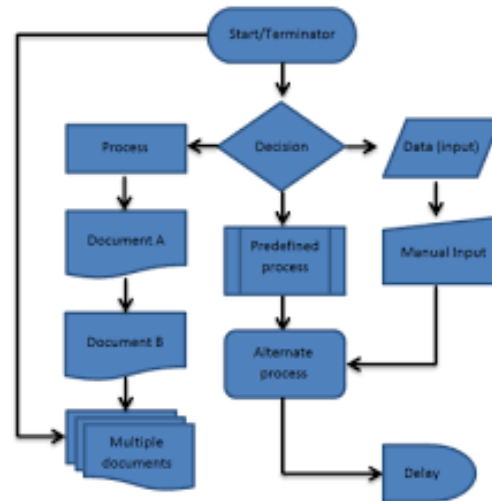 Start/Terminator
Process
Decision
Data (input)
Document A
Predefined
process
Manual Input
Document B
Alternate
process
Multiple
documents
Delay